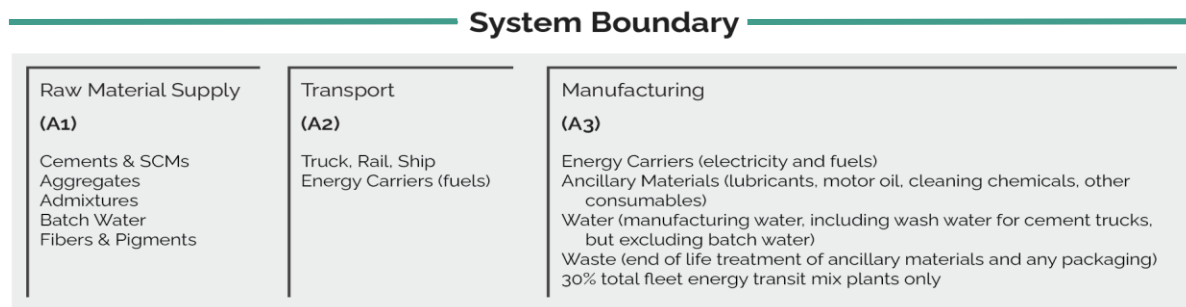 System Boundary
Raw Material Supply
(A1)
Cements & SCMs
Aggregates
Admixtures
Batch Water
Fibers & Pigments
Transport
(A2)
Truck, Rail, Ship
Energy Carriers (fuels)
Manufacturing
(A3)
Energy Carriers (electricity and fuels)
Ancillary Materials (lubricants, motor oil, cleaning chemicals, other
consumables)
Water (manufacturing water, including wash water for cement trucks,
but excluding batch water)
Waste (end of life treatment of ancillary materials and any packaging)
30% total fleet energy transit mix plants only